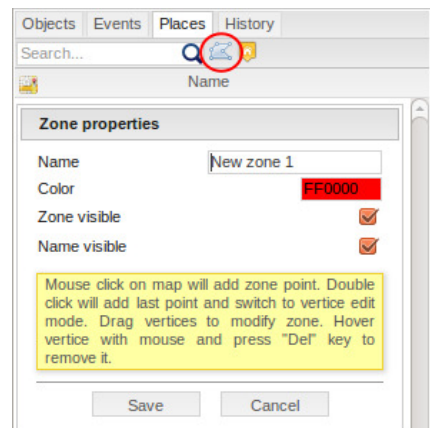 Objects Events Places History
Search...
Name
Zone properties
Name New zone 1
Color FF0000
Zone visible
Name visible
Mouse click on map will add zone point. Double
click will add last point and switch to vertice edit
mode. Drag vertices to modify zone. Hover
vertice with mouse and press "Del" key to
remove it.
Save Cancel